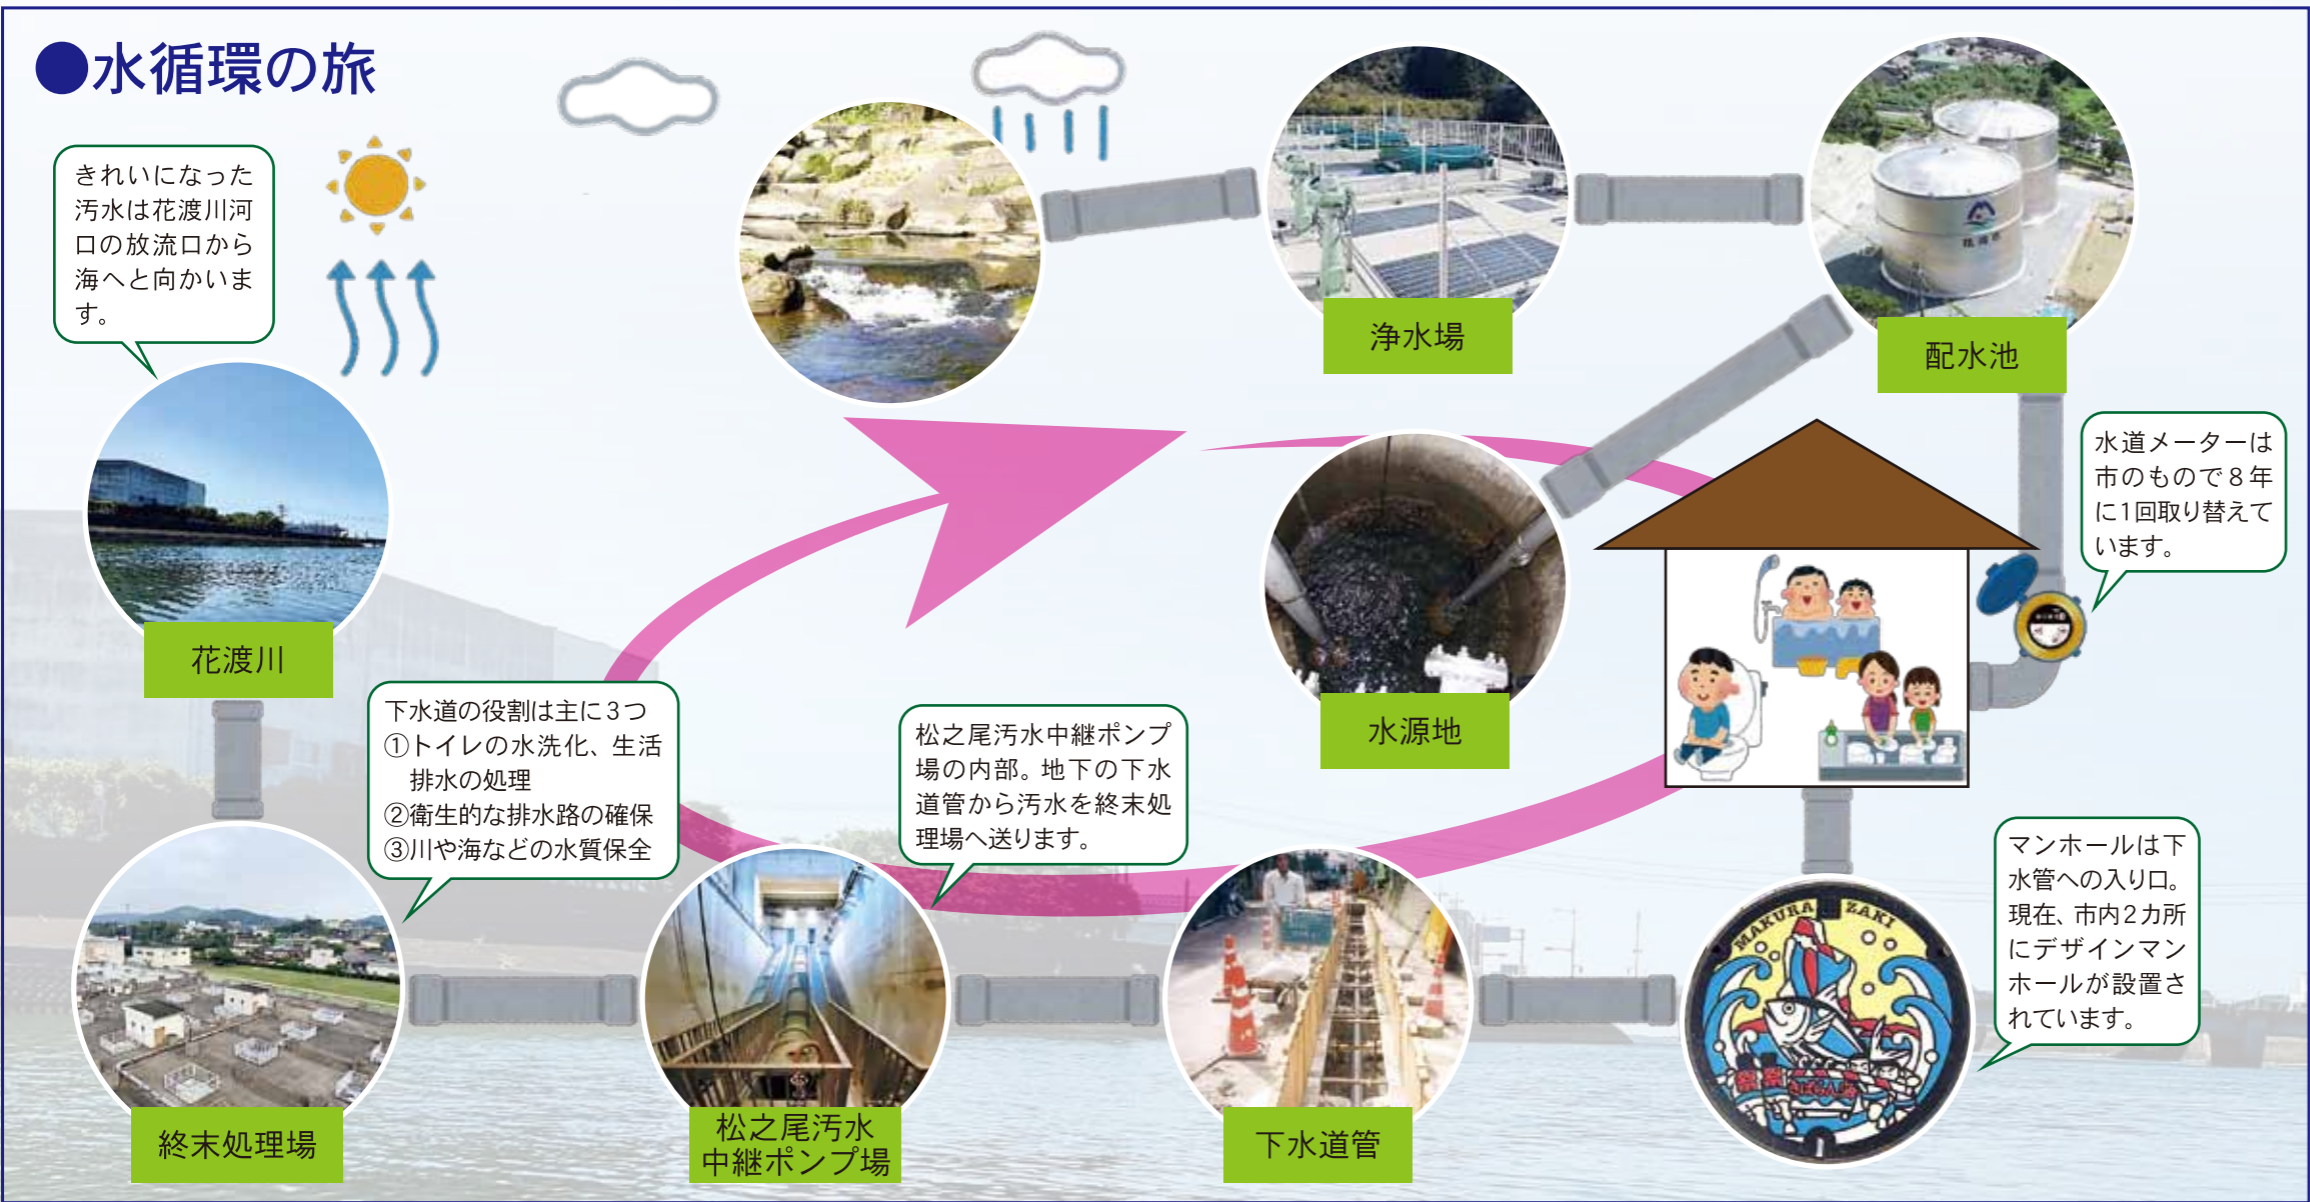 ●水循環の旅
きれいになった
汚水は花渡川河
口の放流口から
海へと向かいま
す。
浄水場
配水池
水道メーターは
市のもので８年
に1回取り替えて
います。
花渡川
水源地
下水道の役割は主に３つ
①トイレの水洗化、生活
排水の処理
②衛生的な排水路の確保
③川や海などの水質保全
松之尾汚水中継ポンプ
場の内部。地下の下水
道管から汚水を終末処
理場へ送ります。
マンホールは下
水管への入り口。
現在、市内２カ所
にデザインマン
ホールが設置さ
れています。
MAKURAZAKI
終末処理場
松之尾汚水
中継ポンプ場
下水道管